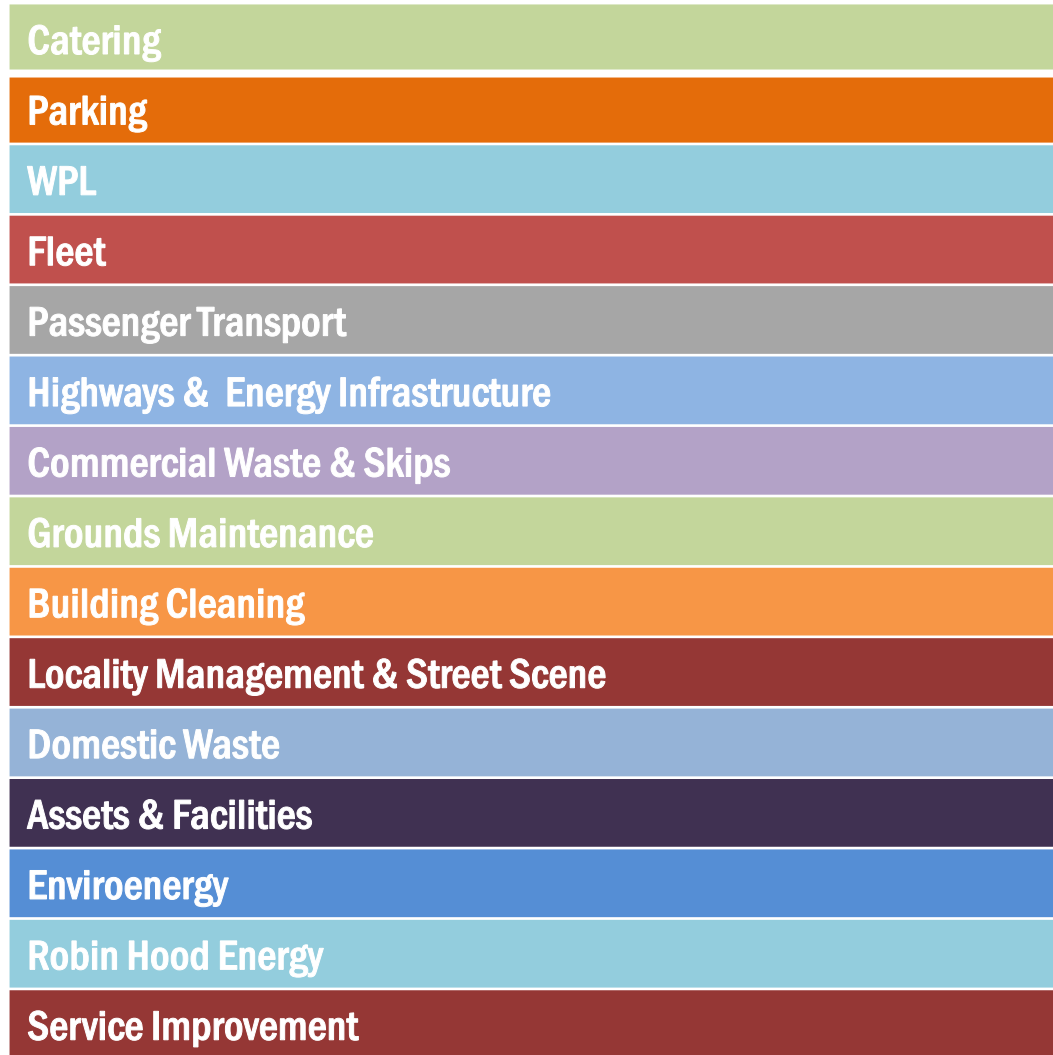 Catering
Parking
WPL
Fleet
Passenger Transport
Highways &  Energy Infrastructure
Commercial Waste & Skips
Grounds Maintenance
Building Cleaning
Locality Management & Street Scene
Domestic Waste
Assets & Facilities
Enviroenergy
Robin Hood Energy
Service Improvement